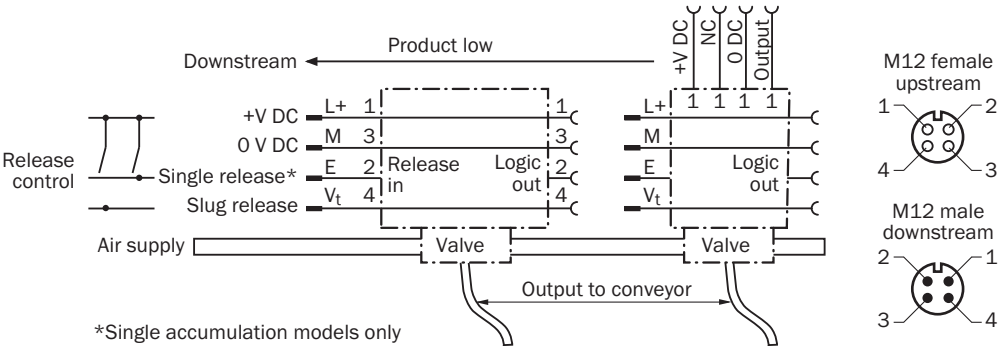 Downstream
Product low
+V DC
NC
0 DC
Output
1 1 1 1
+V DC L+ 1 1
0 V DC M 3 3
Single release* E 2 Release in Logic out 2
Slug release Vt 4 4
Release control
L+
M
E Logic out
Vt
Air supply
Valve
Valve
Output to conveyor
*Single accumulation models only
M12 female
upstream
1 2
4 3
M12 male
downstream
2 1
3 4